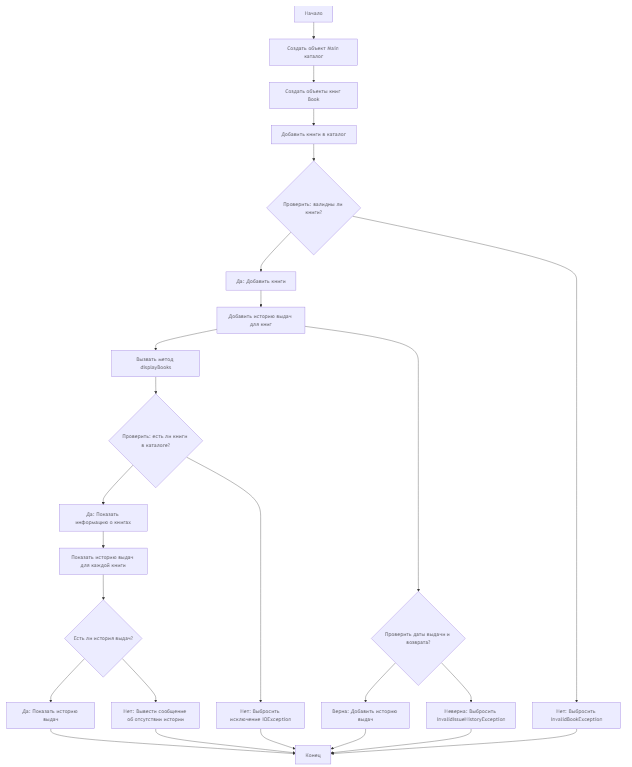 Начало
Создать объект Main
каталог
Создать объекты книг
Book
Добавить книги в каталог
Проверить: валидны ли
книги?
Да: Добавить книги
Добавить историю выдач
для книг
Вызвать метод
displayBooks
Проверить: есть ли книги
в каталоге?
Да: Показать
информацию о книгах
Показать историю выдач
для каждой книги
Есть ли история выдач?
Проверить даты выдачи и
возврата?
Да: Показать историю
выдач
Нет: Вывести сообщение
об отсутствии истории
Нет: Выбросить
исключение IOException
Верна: Добавить историю
выдач
Неверна: Выбросить
InvalidIssueHistoryException
Нет: Выбросить
InvalidBookException
Конец